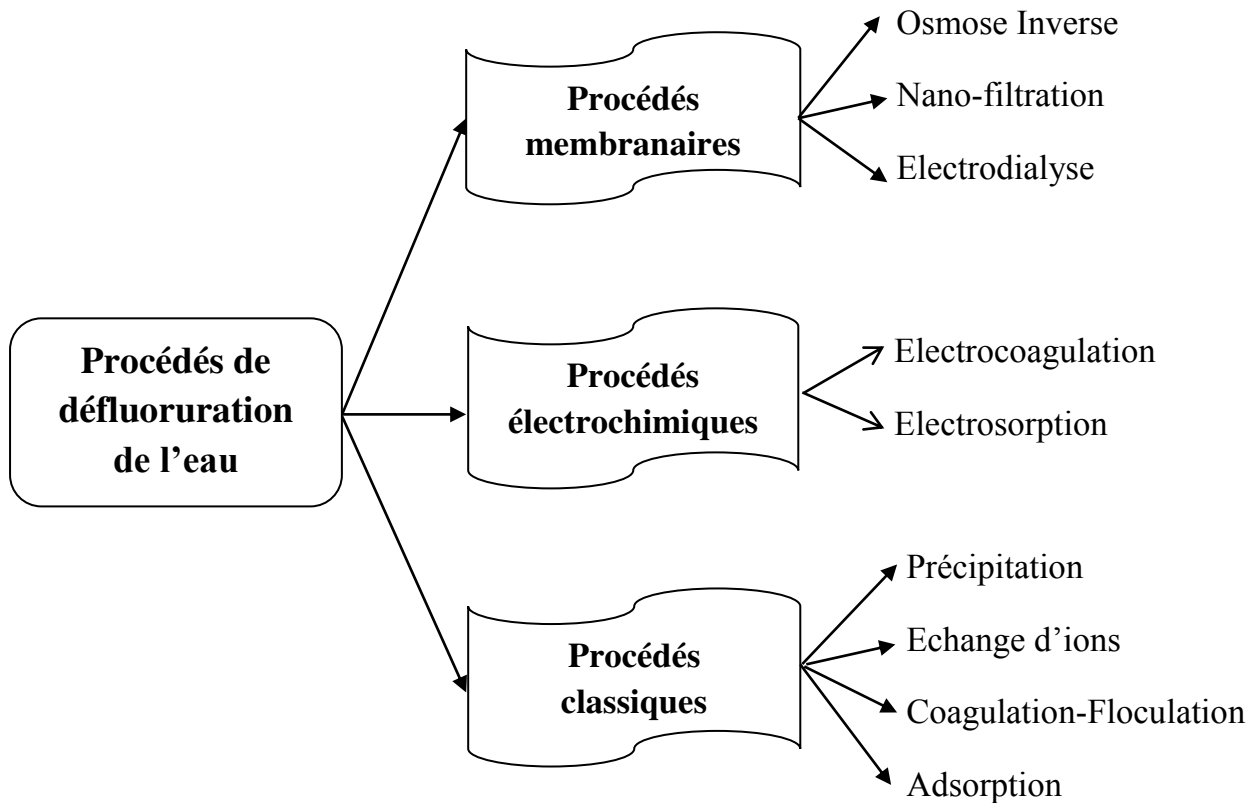 Procédés de
défluoruration
de l’eau
Procédés
membranaires
Osmose Inverse
Nano-filtration
Electrodialyse
Procédés
électrochimiques
Electrocoagulation
Electrosorption
Procédés
classiques
Précipitation
Echange d’ions
Coagulation-Floculation
Adsorption